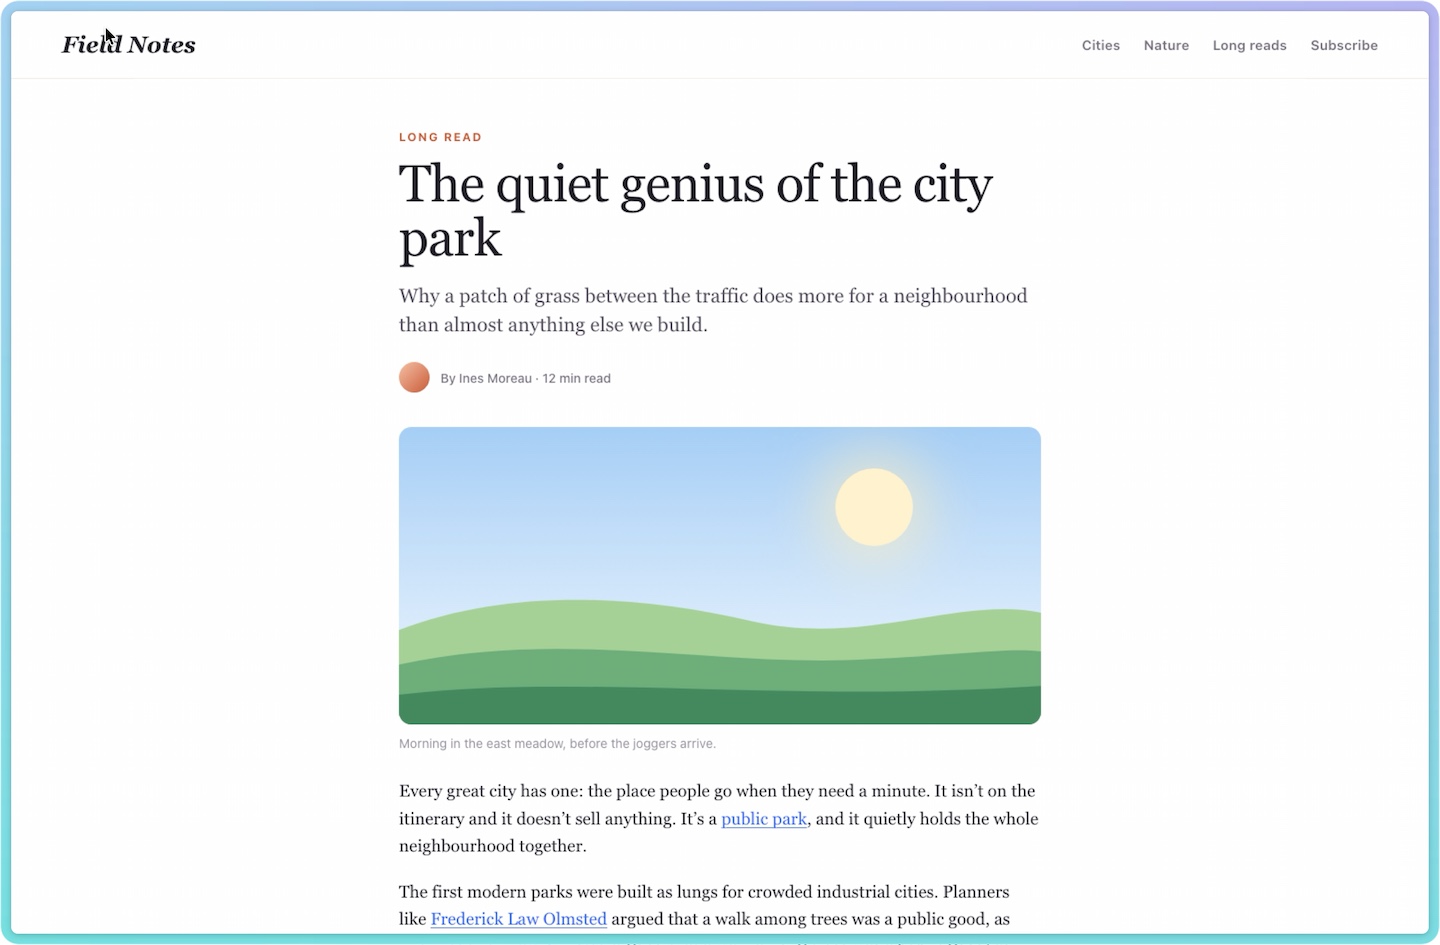 Field Notes
Cities
Nature
Long reads
Subscribe
LONG READ
The quiet genius of the city
park
Why a patch of grass between the traffic does more for a neighbourhood
than almost anything else we build.
By Ines Moreau · 12 min read
Morning in the east meadow, before the joggers arrive.
Every great city has one: the place people go when they need a minute. It isn’t on the
itinerary and it doesn’t sell anything. It’s a public park, and it quietly holds the whole
neighbourhood together.
The first modern parks were built as lungs for crowded industrial cities. Planners
like Frederick Law Olmsted argued that a walk among trees was a public good, as